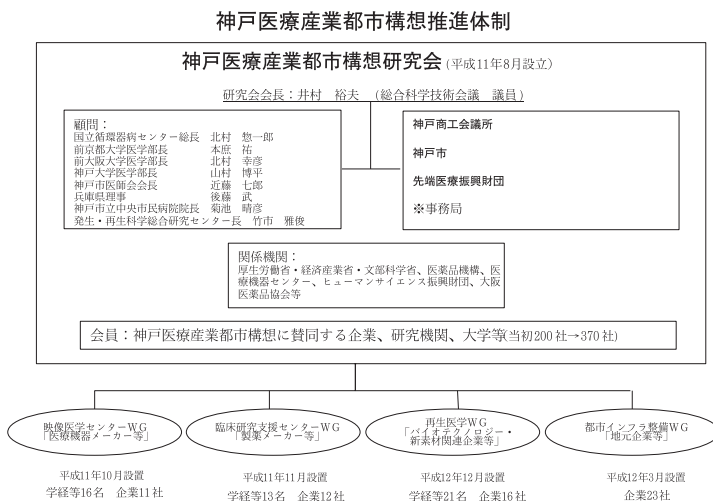 神戸医療産業都市構想推進体制
神戸医療産業都市構想研究会(平成11年8月設立)
研究会会長：井村　裕夫　(総合科学技術会議　議員)
顧問：
国立循環器病センター総長　北村　惣一郎
前京都大学医学部長　本庶　祐
前大阪大学医学部長　北村　幸彦
神戸大学医学部長　山村　博平
神戸市医師会会長　近藤　七郎
兵庫県理事　後藤　武
神戸市立中央市民病院院長　菊池　晴彦
発生・再生科学総合研究センター長　竹市　雅俊
神戸商工会議所
神戸市
先端医療振興財団
※事務局
関係機関：
厚生労働省・経済産業省・文部科学省、医薬品機構、医
療機器センター、ヒューマンサイエンス振興財団、大阪
医薬品協会等
会員：神戸医療産業都市構想に賛同する企業、研究機関、大学等(当初200社→370社)
映像医学センターWG
「医療機器メーカー等」
平成11年10月設置
学経等16名　企業11社
臨床研究支援センターWG
「製薬メーカー等」
平成11年11月設置
学経等13名　企業12社
再生医学WG
「バイオテクノロジー・
新素材関連企業等」
平成12年12月設置
学経等21名　企業16社
都市インフラ整備WG
「地元企業等」
平成12年3月設置
企業23社